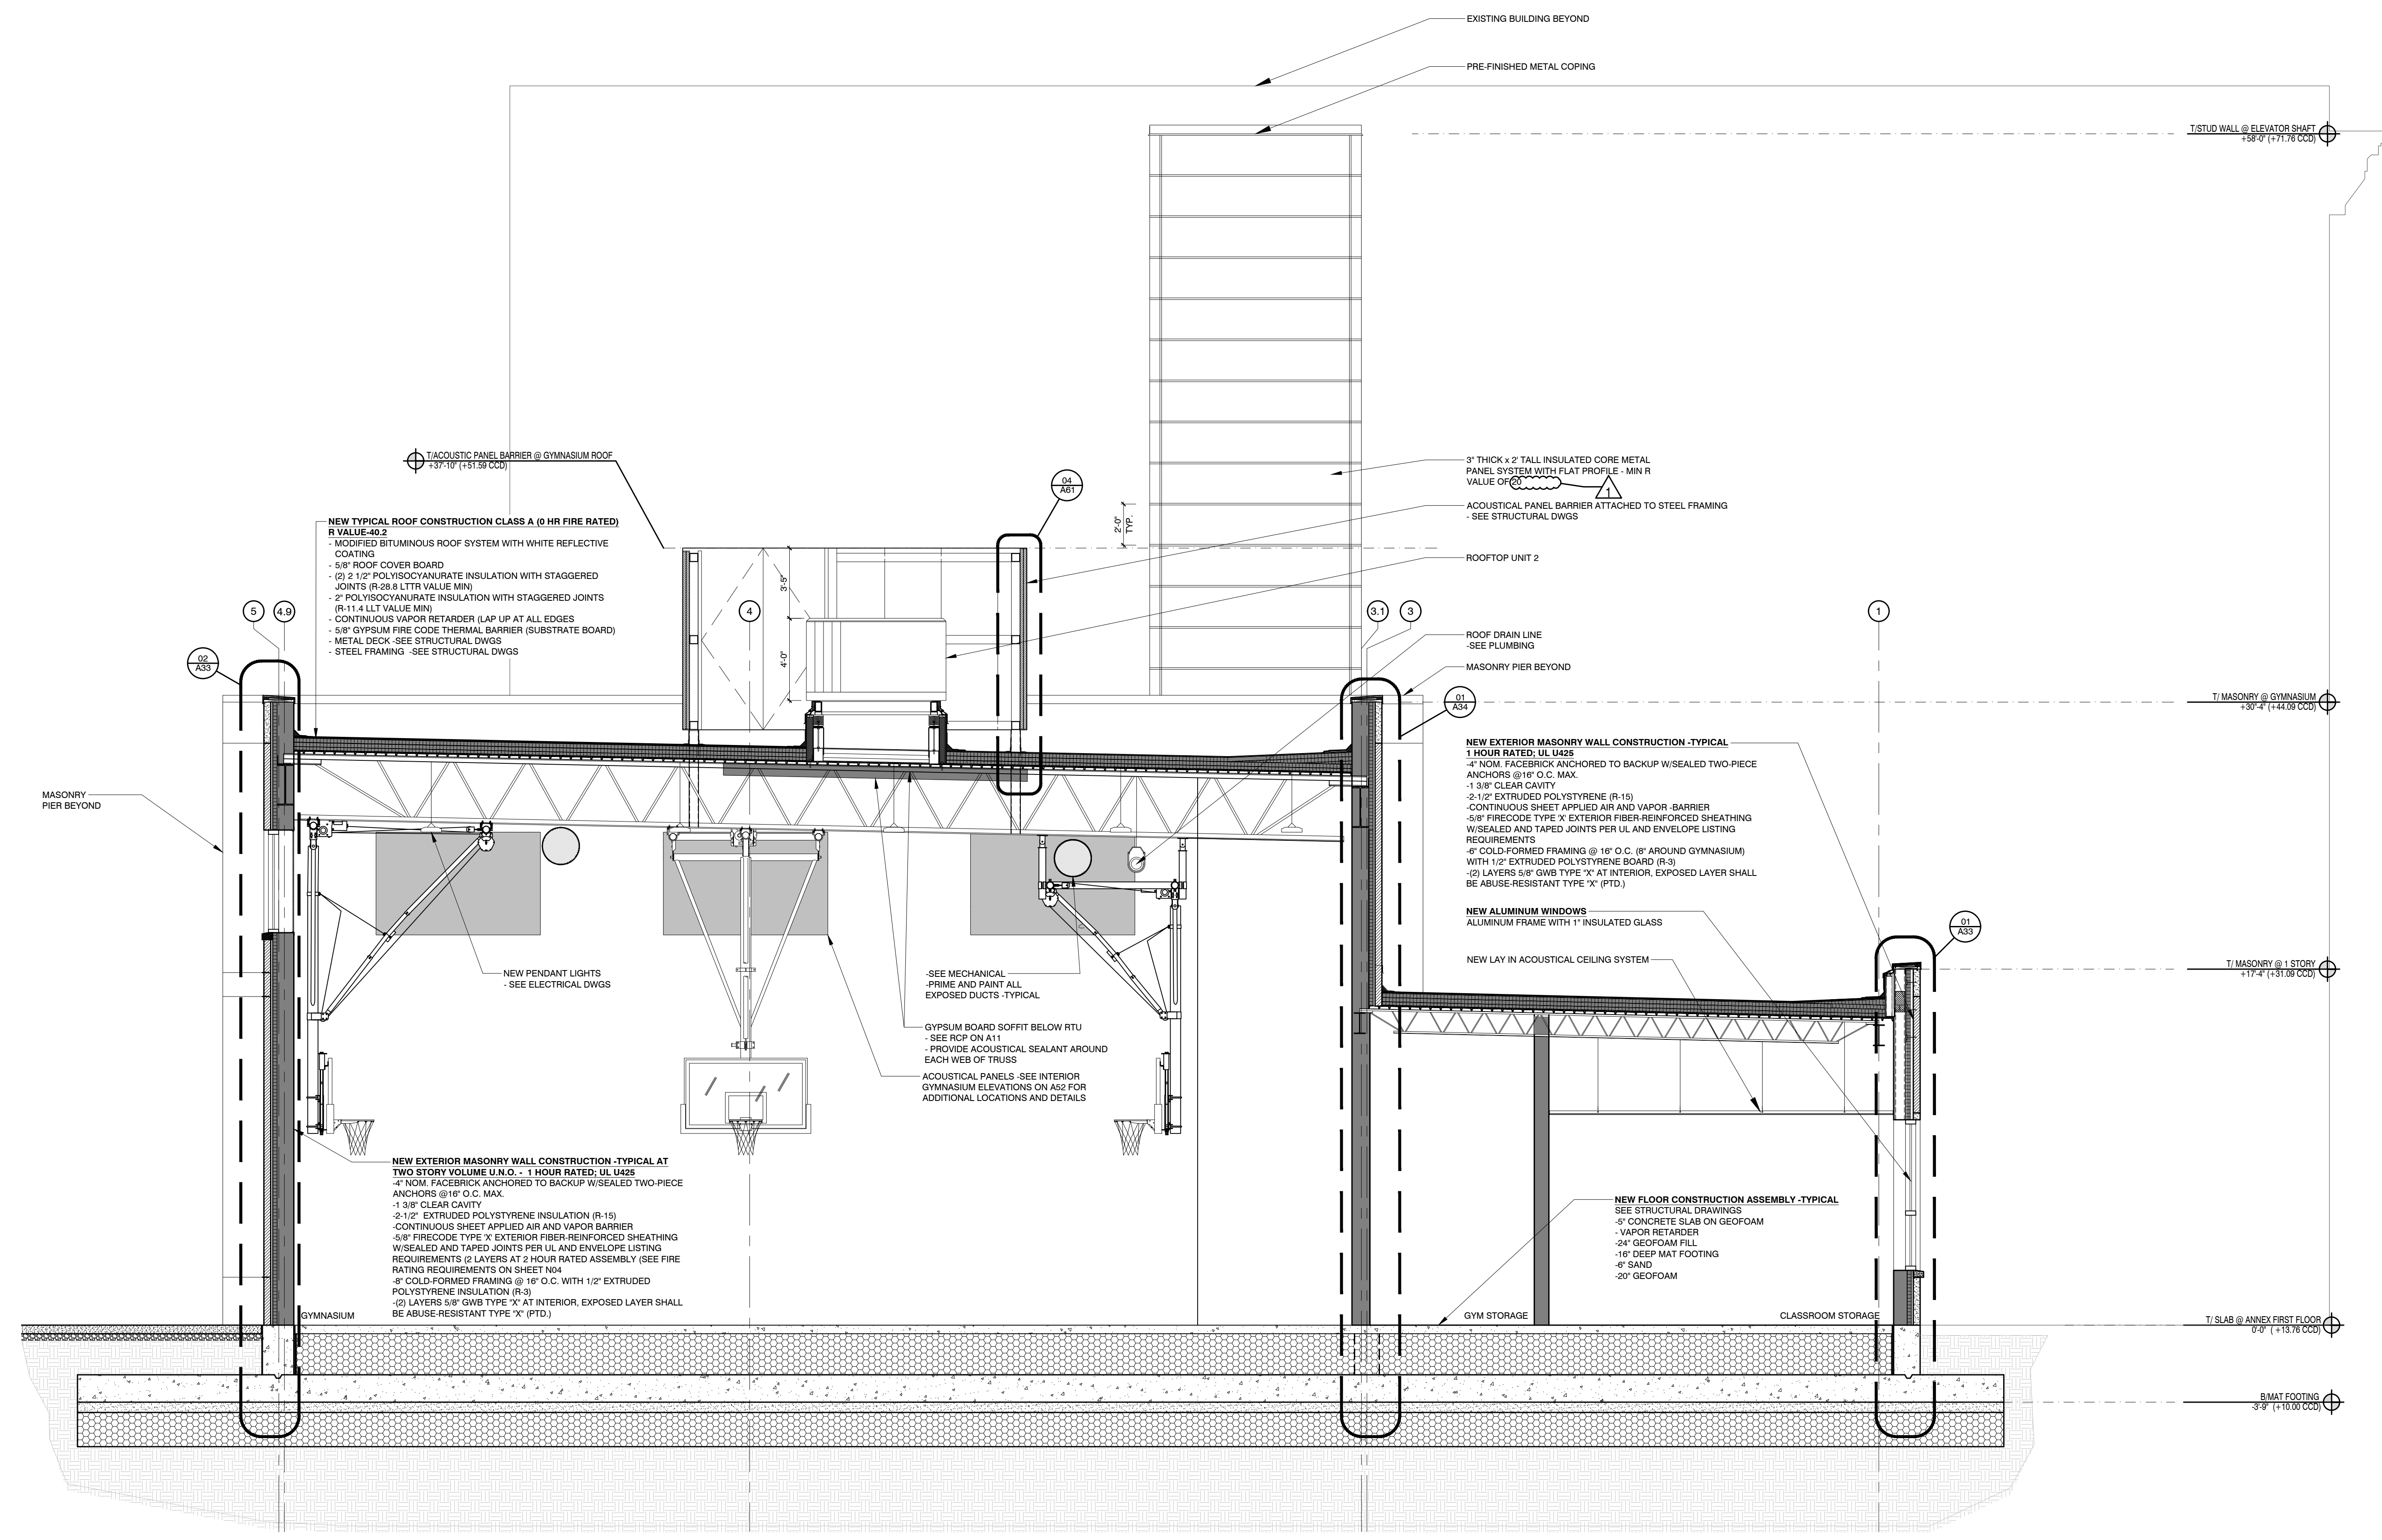 EXISTING BUILDING BEYOND
PRE-FINISHED METAL COPING
T/STUD WALL @ ELEVATOR SHAFT
+58'-0" (+71.76 CCD)
T/ACOUSTIC PANEL BARRIER @ GYMNASIUM ROOF
+37'-10" (+51.59 CCD)
04
A61
3" THICK x 2' TALL INSULATED CORE METAL
PANEL SYSTEM WITH FLAT PROFILE - MIN R
VALUE OF 20
1
ACOUSTICAL PANEL BARRIER ATTACHED TO STEEL FRAMING
- SEE STRUCTURAL DWGS
2'-0"
TYP.
ROOFTOP UNIT 2
NEW TYPICAL ROOF CONSTRUCTION CLASS A (0 HR FIRE RATED)
R VALUE-40.2
- MODIFIED BITUMINOUS ROOF SYSTEM WITH WHITE REFLECTIVE
COATING
- 5/8" ROOF COVER BOARD
- (2) 2 1/2" POLYISOCYANURATE INSULATION WITH STAGGERED
JOINTS (R-28.8 LTTR VALUE MIN)
- 2" POLYISOCYANURATE INSULATION WITH STAGGERED JOINTS
(R-11.4 LLT VALUE MIN)
- CONTINUOUS VAPOR RETARDER (LAP UP AT ALL EDGES
- 5/8" GYPSUM FIRE CODE THERMAL BARRIER (SUBSTRATE BOARD)
- METAL DECK -SEE STRUCTURAL DWGS
- STEEL FRAMING -SEE STRUCTURAL DWGS
3'-5"
4'-0"
5
4.9
4
3.1
3
1
ROOF DRAIN LINE
-SEE PLUMBING
MASONRY PIER BEYOND
02
A33
01
A34
T/ MASONRY @ GYMNASIUM
+30'-4" (+44.09 CCD)
NEW EXTERIOR MASONRY WALL CONSTRUCTION -TYPICAL
1 HOUR RATED; UL U425
-4" NOM. FACEBRICK ANCHORED TO BACKUP W/SEALED TWO-PIECE
ANCHORS @16" O.C. MAX.
-1 3/8" CLEAR CAVITY
-2-1/2" EXTRUDED POLYSTYRENE (R-15)
-CONTINUOUS SHEET APPLIED AIR AND VAPOR -BARRIER
-5/8" FIRECODE TYPE 'X' EXTERIOR FIBER-REINFORCED SHEATHING
W/SEALED AND TAPED JOINTS PER UL AND ENVELOPE LISTING
REQUIREMENTS
-6" COLD-FORMED FRAMING @ 16" O.C. (8" AROUND GYMNASIUM)
WITH 1/2" EXTRUDED POLYSTYRENE BOARD (R-3)
-(2) LAYERS 5/8" GWB TYPE "X" AT INTERIOR, EXPOSED LAYER SHALL
BE ABUSE-RESISTANT TYPE "X" (PTD.)
MASONRY
PIER BEYOND
NEW ALUMINUM WINDOWS
ALUMINUM FRAME WITH 1" INSULATED GLASS
01
A33
NEW LAY IN ACOUSTICAL CEILING SYSTEM
T/ MASONRY @ 1 STORY
+17'-4" (+31.09 CCD)
NEW PENDANT LIGHTS
- SEE ELECTRICAL DWGS
-SEE MECHANICAL
-PRIME AND PAINT ALL
EXPOSED DUCTS -TYPICAL
GYPSUM BOARD SOFFIT BELOW RTU
- SEE RCP ON A11
- PROVIDE ACOUSTICAL SEALANT AROUND
EACH WEB OF TRUSS
ACOUSTICAL PANELS -SEE INTERIOR
GYMNASIUM ELEVATIONS ON A52 FOR
ADDITIONAL LOCATIONS AND DETAILS
NEW EXTERIOR MASONRY WALL CONSTRUCTION -TYPICAL AT
TWO STORY VOLUME U.N.O. - 1 HOUR RATED; UL U425
-4" NOM. FACEBRICK ANCHORED TO BACKUP W/SEALED TWO-PIECE
ANCHORS @16" O.C. MAX.
-1 3/8" CLEAR CAVITY
-2-1/2" EXTRUDED POLYSTYRENE INSULATION (R-15)
-CONTINUOUS SHEET APPLIED AIR AND VAPOR BARRIER
-5/8" FIRECODE TYPE 'X' EXTERIOR FIBER-REINFORCED SHEATHING
W/SEALED AND TAPED JOINTS PER UL AND ENVELOPE LISTING
REQUIREMENTS (2 LAYERS AT 2 HOUR RATED ASSEMBLY (SEE FIRE
RATING REQUIREMENTS ON SHEET N04
-8" COLD-FORMED FRAMING @ 16" O.C. WITH 1/2" EXTRUDED
POLYSTYRENE INSULATION (R-3)
-(2) LAYERS 5/8" GWB TYPE "X" AT INTERIOR, EXPOSED LAYER SHALL
BE ABUSE-RESISTANT TYPE "X" (PTD.)
NEW FLOOR CONSTRUCTION ASSEMBLY -TYPICAL
SEE STRUCTURAL DRAWINGS
-5" CONCRETE SLAB ON GEOFOAM
- VAPOR RETARDER
-24" GEOFOAM FILL
-16" DEEP MAT FOOTING
-6" SAND
-20" GEOFOAM
GYMNASIUM
GYM STORAGE
CLASSROOM STORAGE
T/ SLAB @ ANNEX FIRST FLOOR
0'-0" ( +13.76 CCD)
B/MAT FOOTING
-3'-9" (+10.00 CCD)